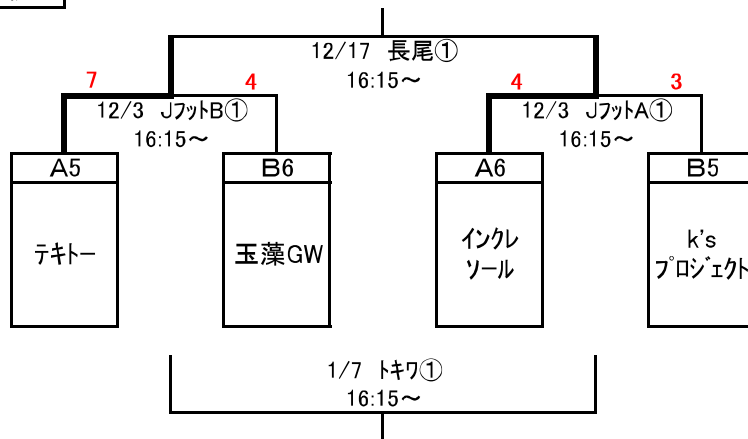 12/17 長尾①
16:15～
7 4 4 3
12/3 JフットB① 12/3 JフットA①
16:15～ 16:15～
A5 B6 A6 B5
テキトー 玉藻GW インクレ
ソール k's
プロジェクト
1/7 トキワ①
16:15～